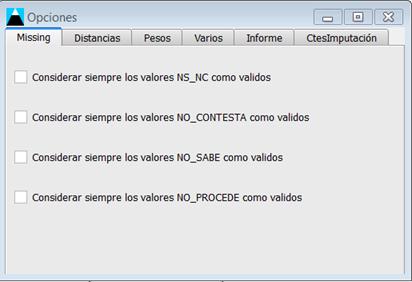 Opciones
Missing Distancias Pesos Varios Informe CtesImputación
Considerar siempre los valores NS_NC como validos
Considerar siempre los valores NO_CONTESTA como validos
Considerar siempre los valores NO_SABE como validos
Considerar siempre los valores NO_PROCEDE como validos